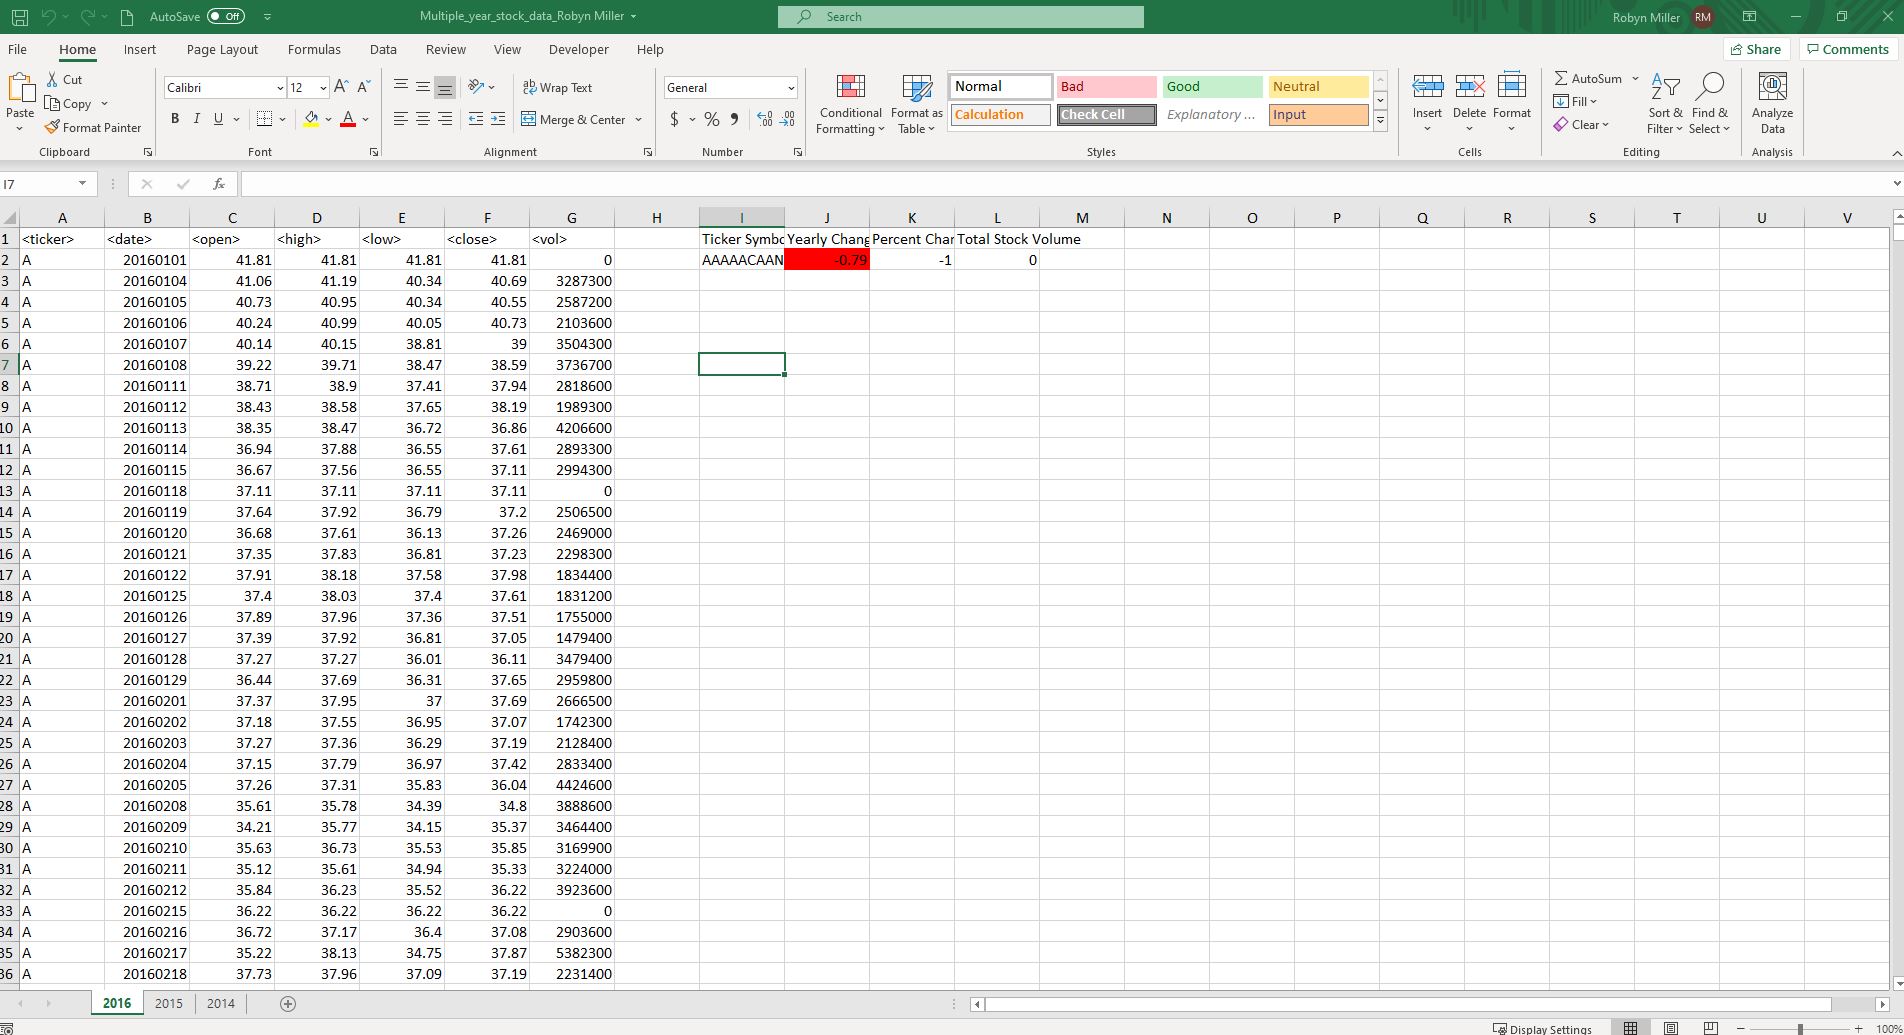 AutoSave Off Multiple_year_stock_data_Robyn Miller Search Robyn Miller RM
File Home Insert Page Layout Formulas Data Review View Developer Help Share Comments
Paste Cut Copy Format Painter Clipboard
Calibri 12 A A B I U A Font
ab Wrap Text Merge & Center Alignment
General $ % Number
Conditional Formatting Format as Table
Normal Bad Good Neutral
Calculation Check Cell Explanatory ... Input
Styles
Insert Delete Format Cells
AutoSum Fill Clear Sort & Filter Find & Select Editing
Analyze Data Analysis
I7 fx
A B C D E F G H I J K L M N O P Q R S T U V
1 <ticker> <date> <open> <high> <low> <close> <vol> Ticker Symbo Yearly Chang Percent Char Total Stock Volume
2 A 20160101 41.81 41.81 41.81 41.81 0 AAAAACAAN -0.79 -1 0
3 A 20160104 41.06 41.19 40.34 40.69 3287300
4 A 20160105 40.73 40.95 40.34 40.55 2587200
5 A 20160106 40.24 40.99 40.05 40.73 2103600
6 A 20160107 40.14 40.15 38.81 39 3504300
7 A 20160108 39.22 39.71 38.47 38.59 3736700
8 A 20160111 38.71 38.9 37.41 37.94 2818600
9 A 20160112 38.43 38.58 37.65 38.19 1989300
10 A 20160113 38.35 38.47 36.72 36.86 4206600
11 A 20160114 36.94 37.88 36.55 37.61 2893300
12 A 20160115 36.67 37.56 36.55 37.11 2994300
13 A 20160118 37.11 37.11 37.11 37.11 0
14 A 20160119 37.64 37.92 36.79 37.2 2506500
15 A 20160120 36.68 37.61 36.13 37.26 2469000
16 A 20160121 37.35 37.83 36.81 37.23 2298300
17 A 20160122 37.91 38.18 37.58 37.98 1834400
18 A 20160125 37.4 38.03 37.4 37.61 1831200
19 A 20160126 37.89 37.96 37.36 37.51 1755000
20 A 20160127 37.39 37.92 36.81 37.05 1479400
21 A 20160128 37.27 37.27 36.01 36.11 3479400
22 A 20160129 36.44 37.69 36.31 37.65 2959800
23 A 20160201 37.37 37.95 37 37.69 2666500
24 A 20160202 37.18 37.55 36.95 37.07 1742300
25 A 20160203 37.27 37.36 36.29 37.19 2128400
26 A 20160204 37.15 37.79 36.97 37.42 2833400
27 A 20160205 37.26 37.31 35.83 36.04 4424600
28 A 20160208 35.61 35.78 34.39 34.8 3888600
29 A 20160209 34.21 35.77 34.15 35.37 3464400
30 A 20160210 35.63 36.73 35.53 35.85 3169900
31 A 20160211 35.12 35.61 34.94 35.33 3224000
32 A 20160212 35.84 36.23 35.52 36.22 3923600
33 A 20160215 36.22 36.22 36.22 36.22 0
34 A 20160216 36.72 37.17 36.4 37.08 2903600
35 A 20160217 35.22 38.13 34.75 37.87 5382300
36 A 20160218 37.73 37.96 37.09 37.19 2231400
2016 2015 2014
Display Settings 100%